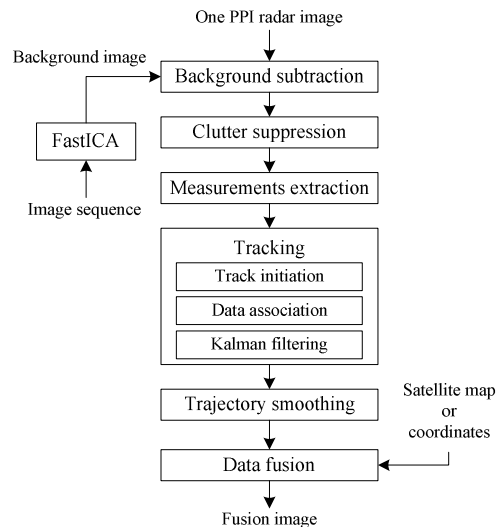 One PPI radar image
Background image
Background subtraction
FastICA
Clutter suppression
Image sequence
Measurements extraction
Tracking
Track initiation
Data association
Kalman filtering
Trajectory smoothing
Satellite map
or
coordinates
Data fusion
Fusion image